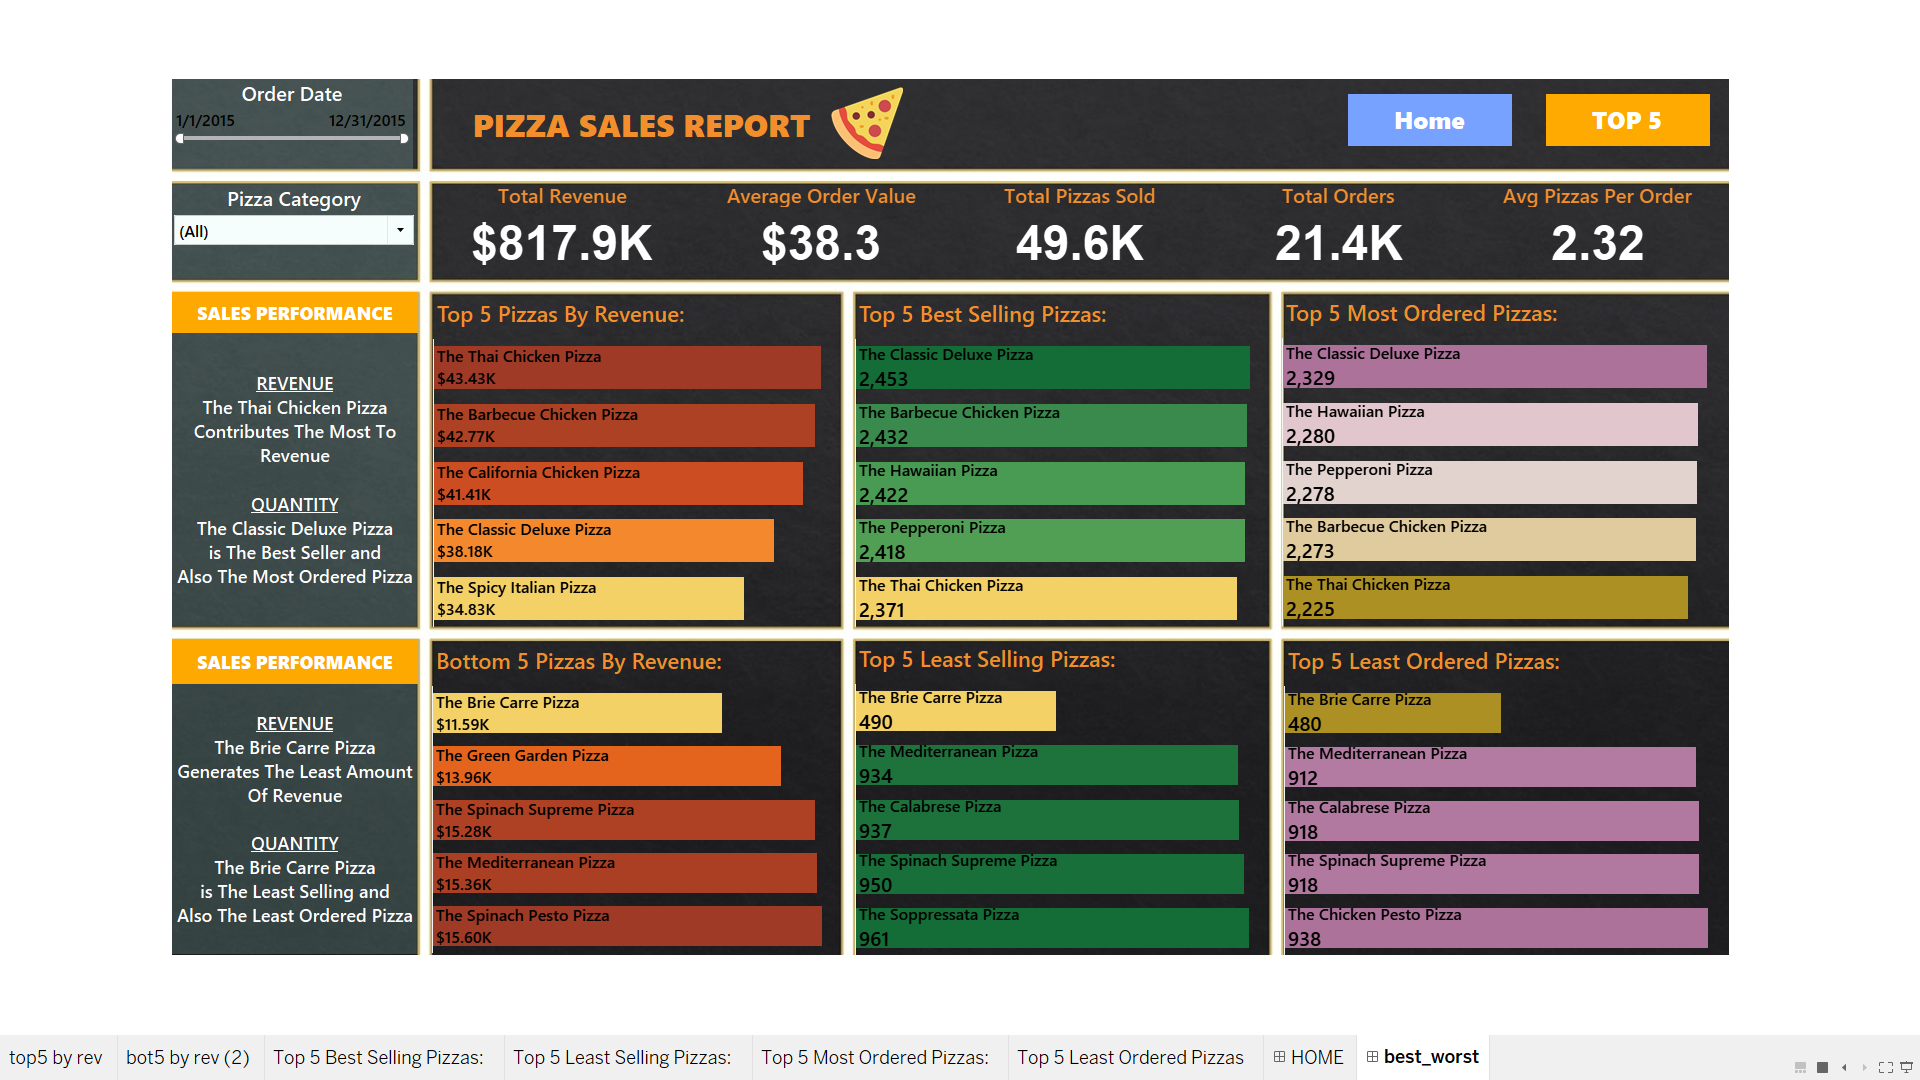 Order Date
1/1/2015 12/31/2015
PIZZA SALES REPORT
Home
TOP 5
Pizza Category
(All)
Total Revenue
$817.9K
Average Order Value
$38.3
Total Pizzas Sold
49.6K
Total Orders
21.4K
Avg Pizzas Per Order
2.32
SALES PERFORMANCE
REVENUE
The Thai Chicken Pizza
Contributes The Most To
Revenue
QUANTITY
The Classic Deluxe Pizza
is The Best Seller and
Also The Most Ordered Pizza
Top 5 Pizzas By Revenue:
The Thai Chicken Pizza
$43.43K
The Barbecue Chicken Pizza
$42.77K
The California Chicken Pizza
$41.41K
The Classic Deluxe Pizza
$38.18K
The Spicy Italian Pizza
$34.83K
Top 5 Best Selling Pizzas:
The Classic Deluxe Pizza
2,453
The Barbecue Chicken Pizza
2,432
The Hawaiian Pizza
2,422
The Pepperoni Pizza
2,418
The Thai Chicken Pizza
2,371
Top 5 Most Ordered Pizzas:
The Classic Deluxe Pizza
2,329
The Hawaiian Pizza
2,280
The Pepperoni Pizza
2,278
The Barbecue Chicken Pizza
2,273
The Thai Chicken Pizza
2,225
SALES PERFORMANCE
REVENUE
The Brie Carre Pizza
Generates The Least Amount
Of Revenue
QUANTITY
The Brie Carre Pizza
is The Least Selling and
Also The Least Ordered Pizza
Bottom 5 Pizzas By Revenue:
The Brie Carre Pizza
$11.59K
The Green Garden Pizza
$13.96K
The Spinach Supreme Pizza
$15.28K
The Mediterranean Pizza
$15.36K
The Spinach Pesto Pizza
$15.60K
Top 5 Least Selling Pizzas:
The Brie Carre Pizza
490
The Mediterranean Pizza
934
The Calabrese Pizza
937
The Spinach Supreme Pizza
950
The Soppressata Pizza
961
Top 5 Least Ordered Pizzas:
The Brie Carre Pizza
480
The Mediterranean Pizza
912
The Calabrese Pizza
918
The Spinach Supreme Pizza
918
The Chicken Pesto Pizza
938
top5 by rev
bot5 by rev (2)
Top 5 Best Selling Pizzas:
Top 5 Least Selling Pizzas:
Top 5 Most Ordered Pizzas:
Top 5 Least Ordered Pizzas
HOME
best_worst